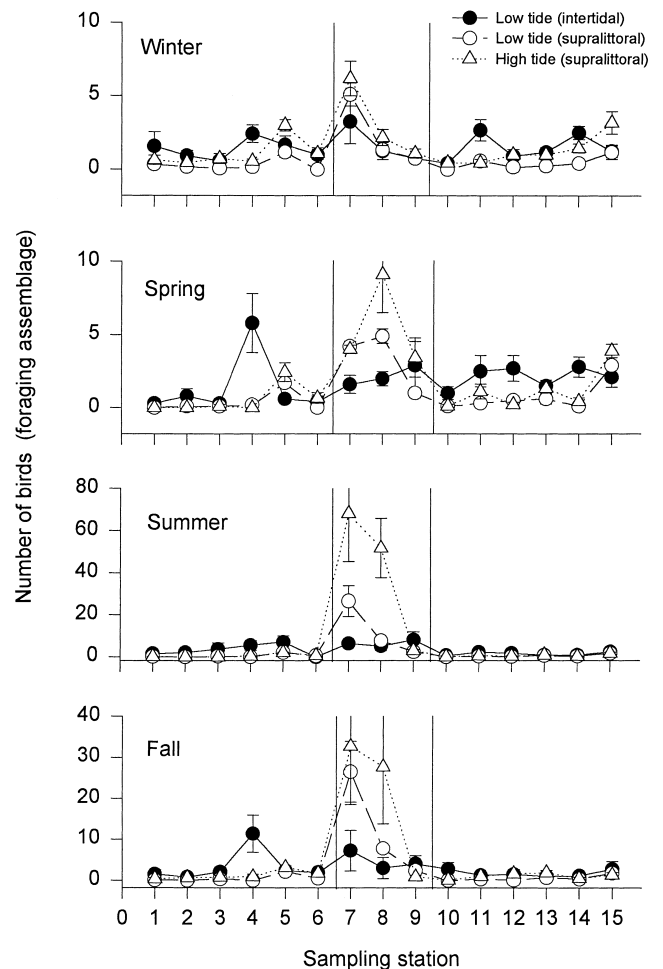 Low tide (intertidal)
Low tide (supralittoral)
High tide (supralittoral)
Number of birds (foraging assemblage)
Winter
10
5
0
Spring
10
5
0
Summer
80
60
40
20
0
Fall
40
30
20
10
0
0 1 2 3 4 5 6 7 8 9 10 11 12 13 14 15
Sampling station